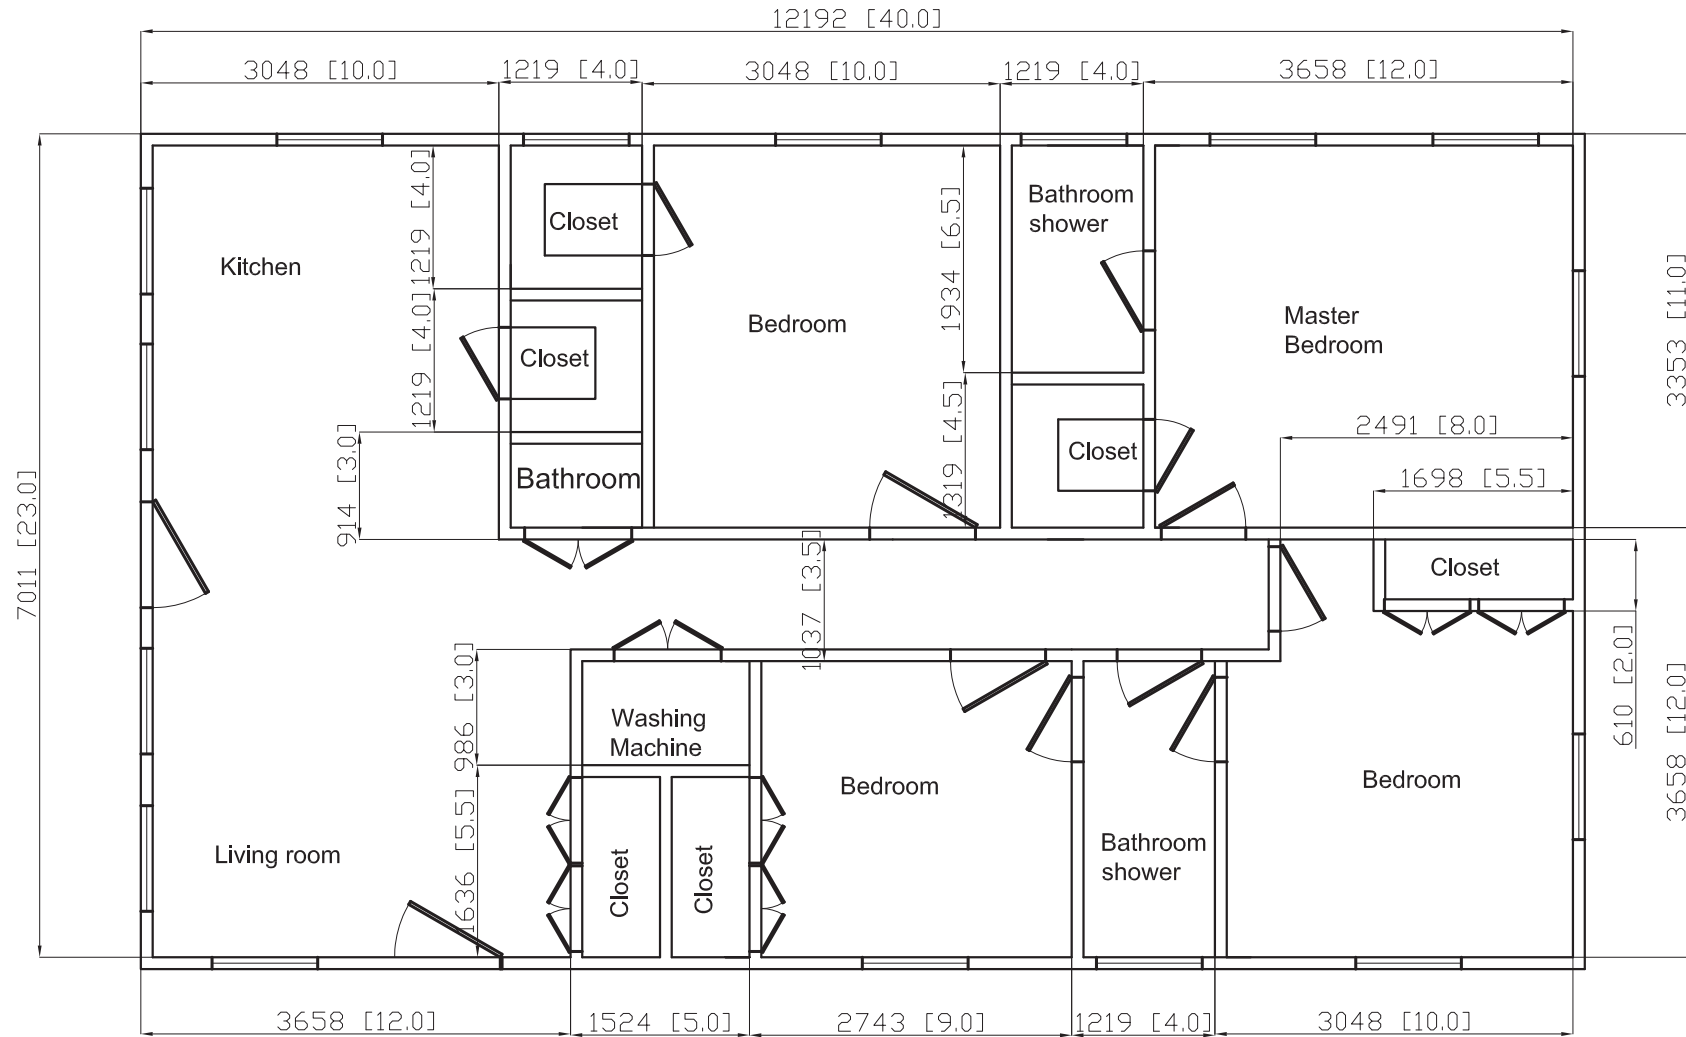 12192 [40.0]
3048 [10.0]
1219 [4.0]
3048 [10.0]
1219 [4.0]
3658 [12.0]
7011 [23.0]
1219 [4.0]
1219 [4.0]
914 [3.0]
Kitchen
Closet
Closet
Bathroom
Bedroom
1934 [6.5]
1319 [4.5]
Bathroom
shower
Closet
Master
Bedroom
2491 [8.0]
1698 [5.5]
3353 [11.0]
1037 [3.5]
Closet
610 [2.0]
3658 [12.0]
986 [3.0]
1636 [5.5]
Washing
Machine
Living room
Closet
Closet
Bedroom
Bathroom
shower
Bedroom
3658 [12.0]
1524 [5.0]
2743 [9.0]
1219 [4.0]
3048 [10.0]